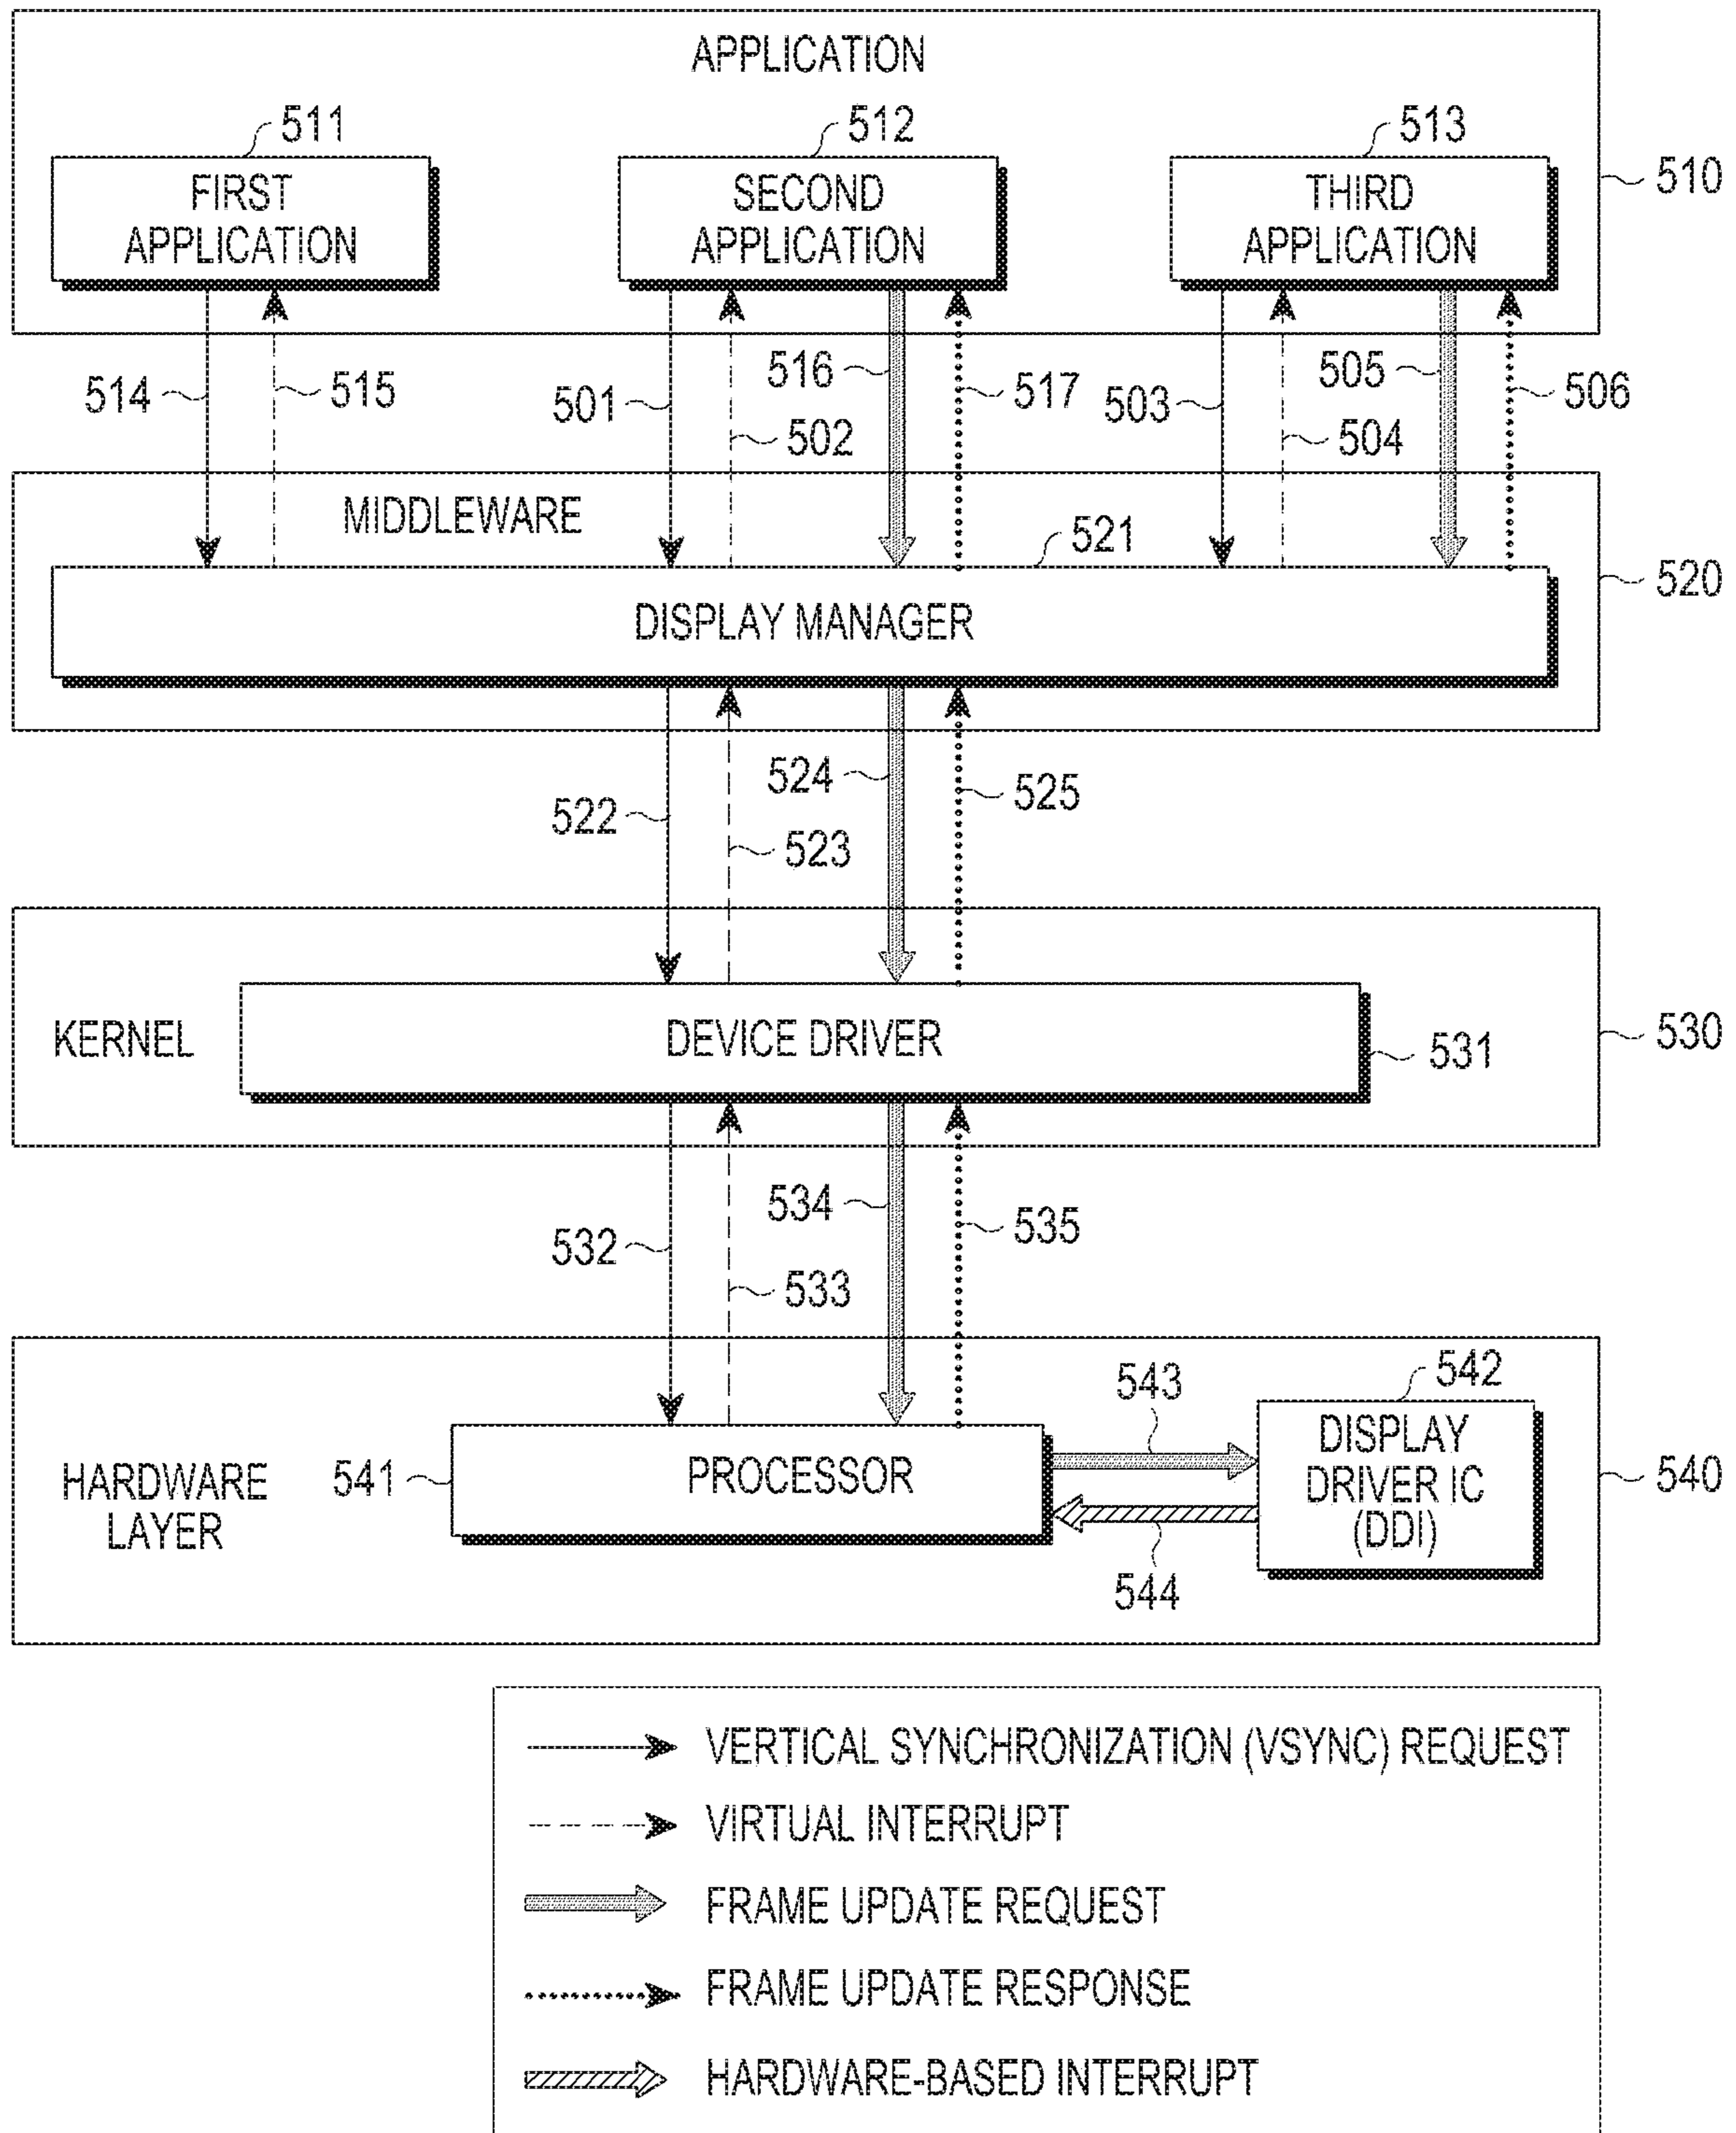 APPLICATION
511
512
513
FIRST
APPLICATION
SECOND
APPLICATION
THIRD
APPLICATION
510
514
515
501
502
516
517
503
504
505
506
MIDDLEWARE
521
DISPLAY MANAGER
520
522
523
524
525
KERNEL
DEVICE DRIVER
531
530
532
533
534
535
HARDWARE
LAYER
541
PROCESSOR
543
544
542
DISPLAY
DRIVER IC
(DDI)
540
VERTICAL SYNCHRONIZATION (VSYNC) REQUEST
VIRTUAL INTERRUPT
FRAME UPDATE REQUEST
FRAME UPDATE RESPONSE
HARDWARE-BASED INTERRUPT